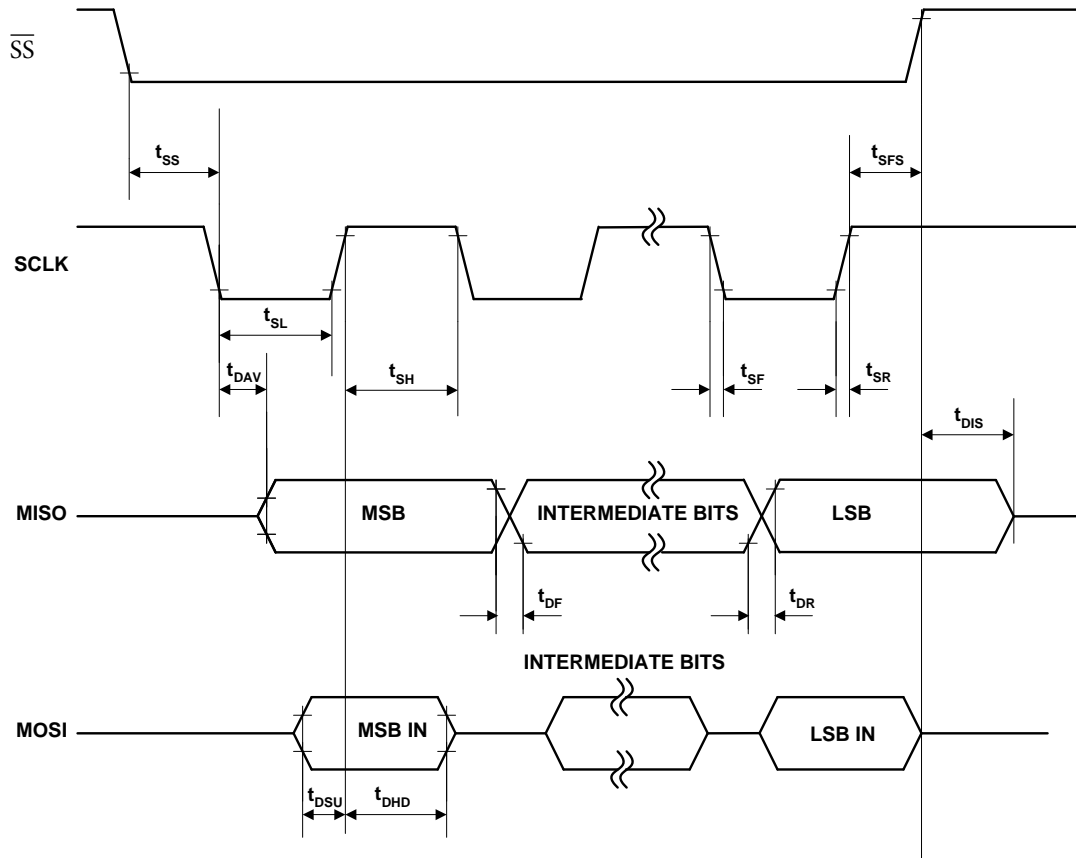 SS
tSS
tSFS
SCLK
tSL
tDAV
tSH
tSF
tSR
tDIS
MISO
MSB
INTERMEDIATE BITS
LSB
tDF
tDR
INTERMEDIATE BITS
MOSI
MSB IN
LSB IN
tDSU
tDHD